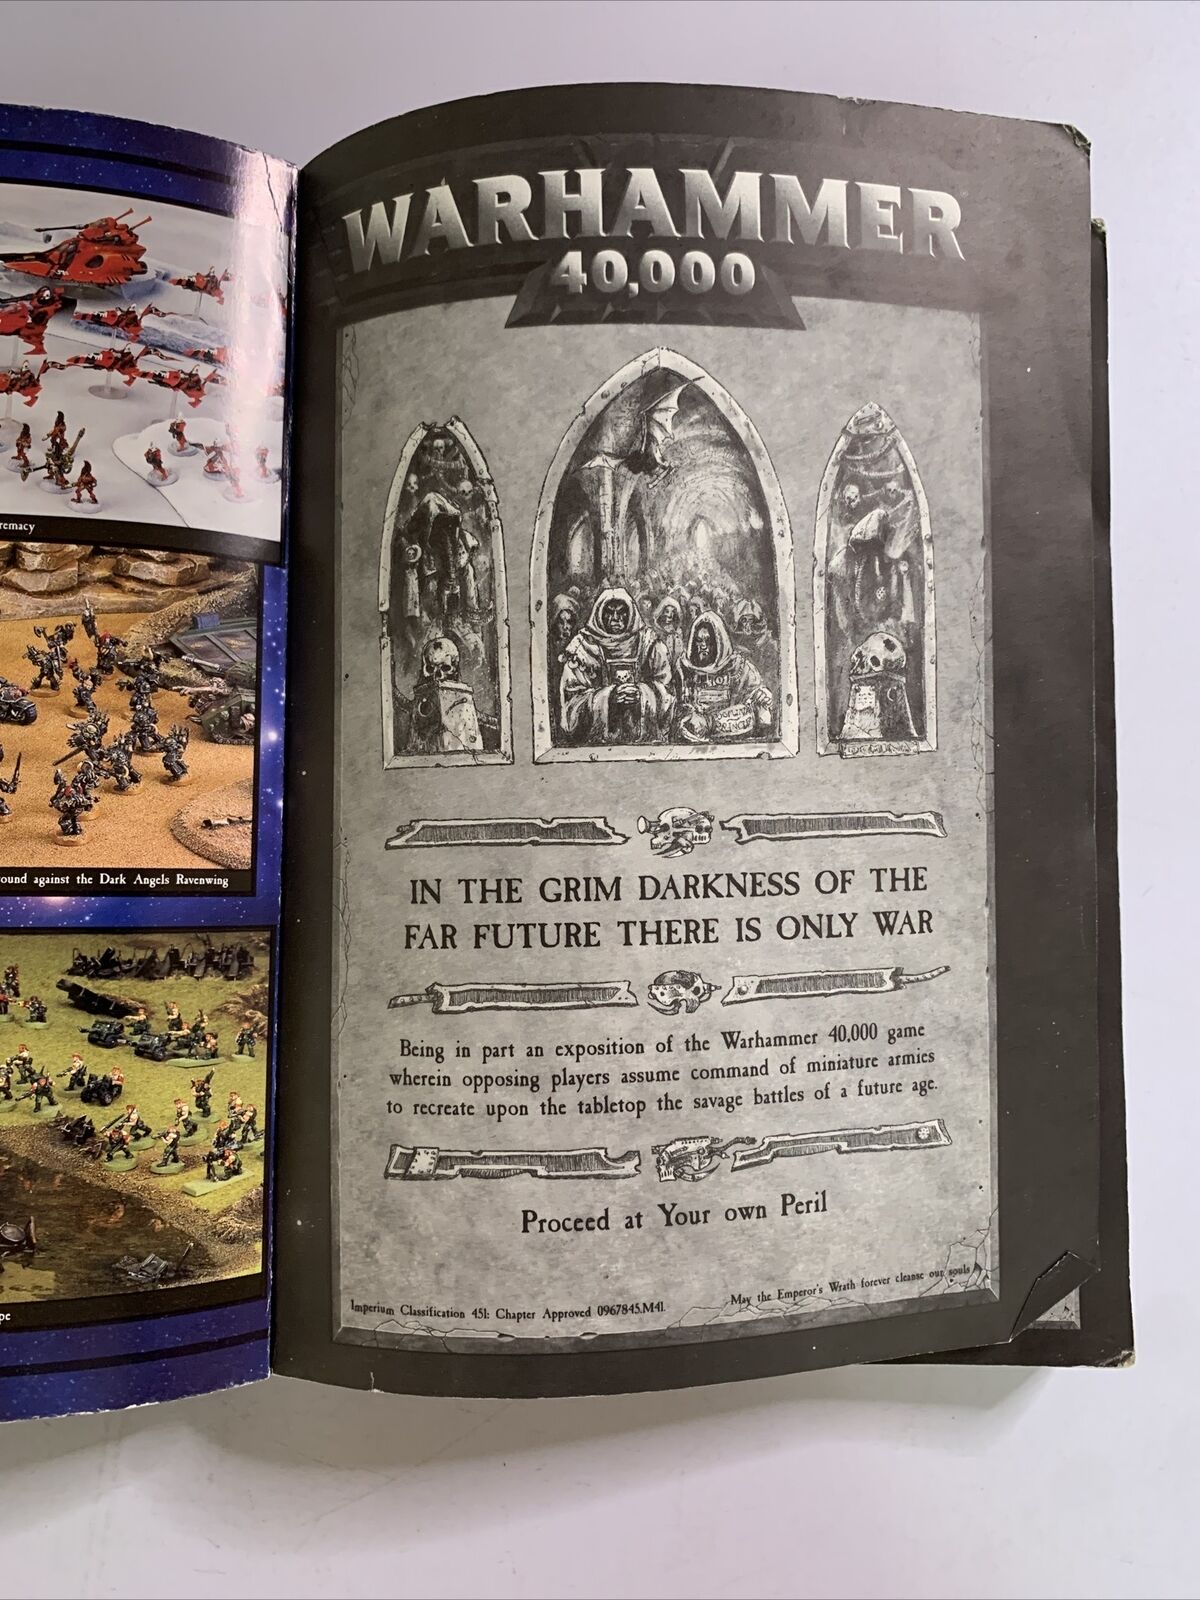 remacy
ound against the Dark Angels Ravenwing
pe
WARHAMMER
40,000
IN THE GRIM DARKNESS OF THE
FAR FUTURE THERE IS ONLY WAR
Being in part an exposition of the Warhammer 40,000 game
wherein opposing players assume command of miniature armies
to recreate upon the tabletop the savage battles of a future age.
Proceed at Your own Peril
Imperium Classification 451: Chapter Approved 0967845.M41.
May the Emperor's Wrath forever cleanse our souls